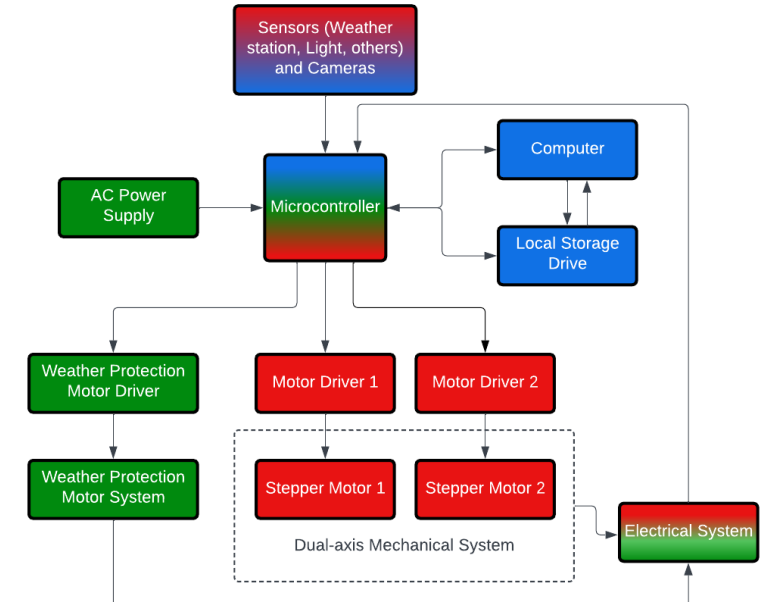 Sensors (Weather
station, Light, others)
and Cameras
Computer
AC Power
Supply
Microcontroller
Local Storage
Drive
Weather Protection
Motor Driver
Motor Driver 1
Motor Driver 2
Weather Protection
Motor System
Stepper Motor 1
Stepper Motor 2
Electrical System
Dual-axis Mechanical System